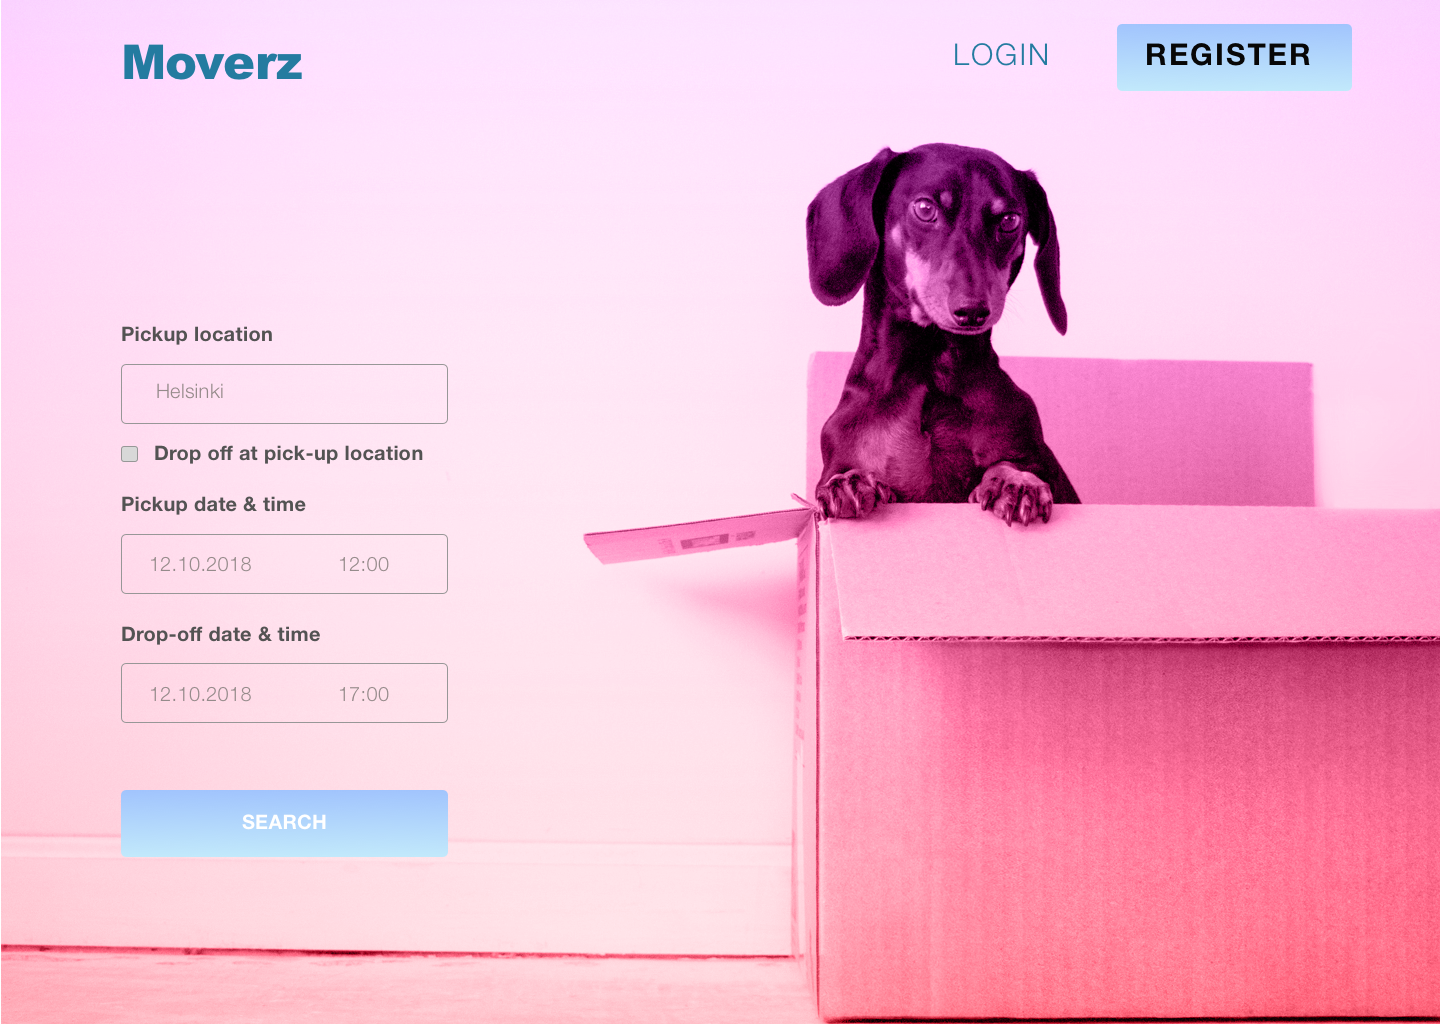 Moverz
LOGIN
REGISTER
Pickup location
Helsinki
Drop off at pick-up location
Pickup date & time
12.10.2018 12:00
Drop-off date & time
12.10.2018 17:00
SEARCH